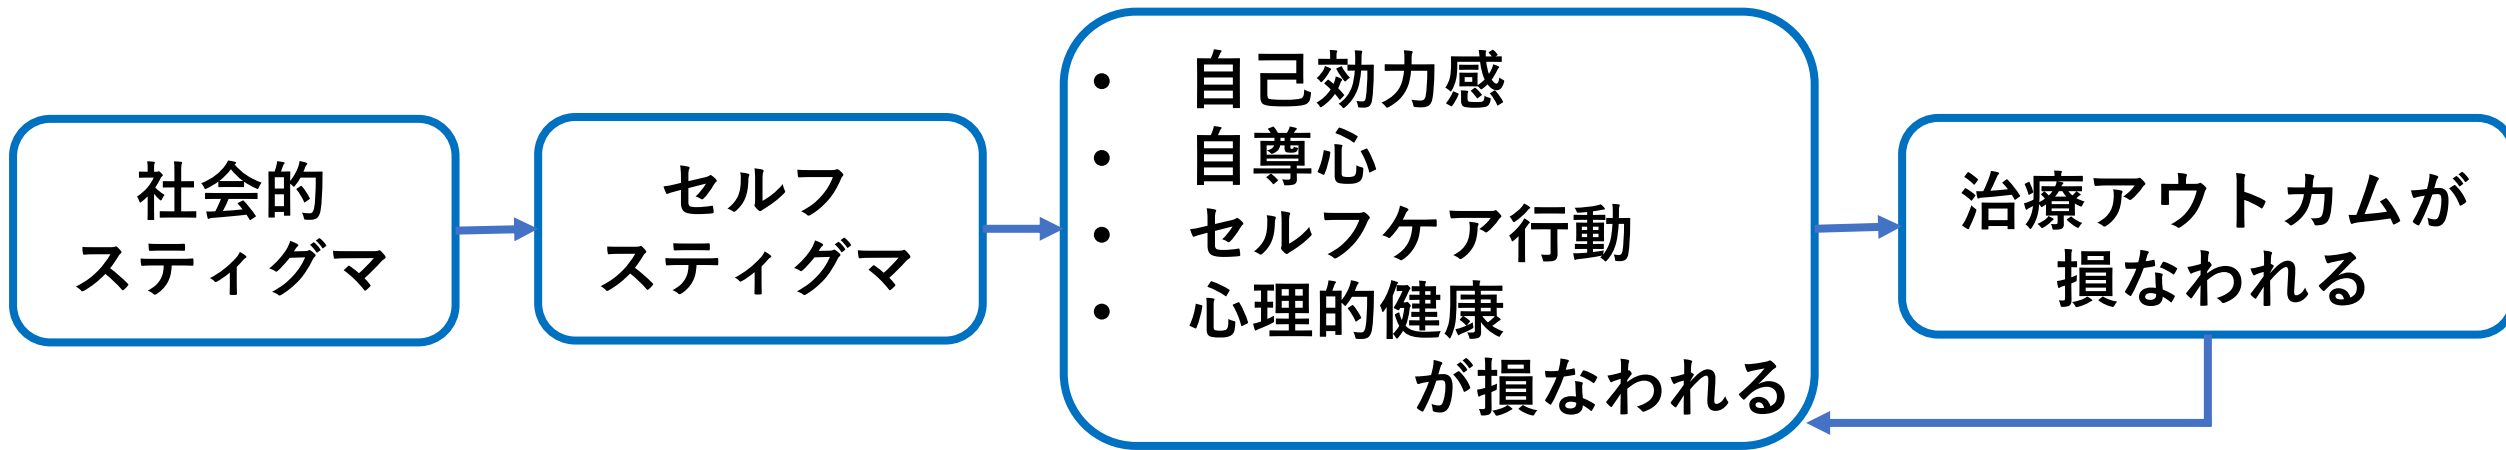 社会的
スティグマ
セルフ
スティグマ
• 自己効力感
• 自尊心
• セルフケア行動
• 心理的健康
が損なわれる
治療アウトカムが
損なわれる